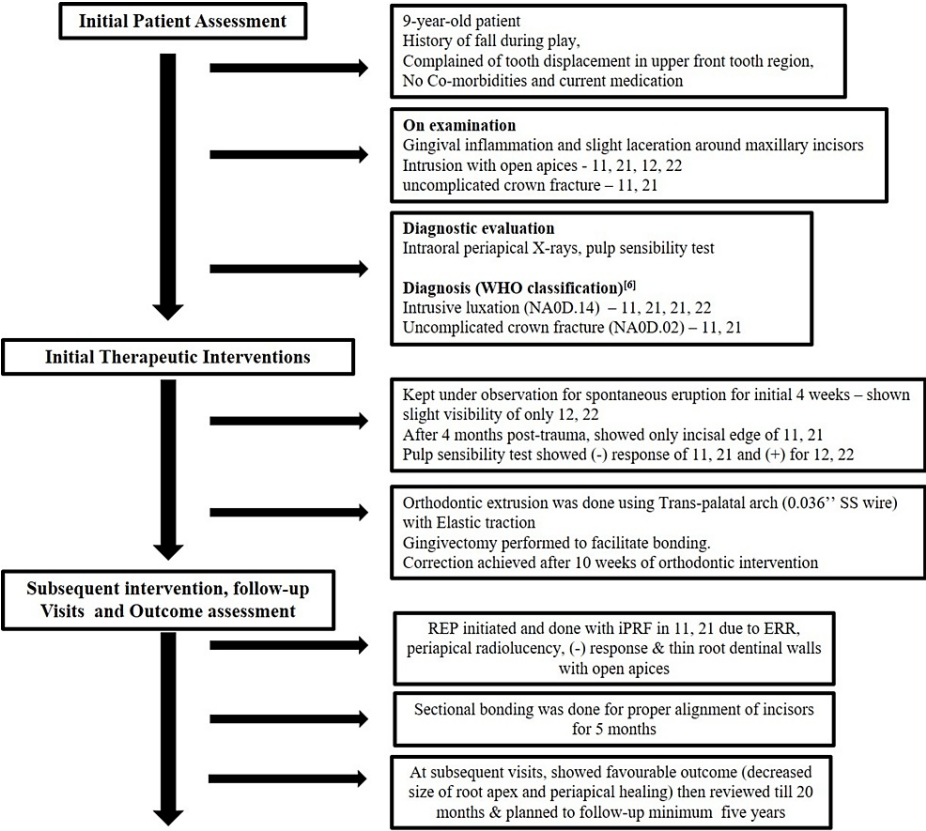 Initial Patient Assessment
9-year-old patient
History of fall during play,
Complained of tooth displacement in upper front tooth region,
No Co-morbidities and current medication
On examination
Gingival inflammation and slight laceration around maxillary incisors
Intrusion with open apices - 11, 21, 12, 22
uncomplicated crown fracture – 11, 21
Diagnostic evaluation
Intraoral periapical X-rays, pulp sensibility test
Diagnosis (WHO classification)[6]
Intrusive luxation (NA0D.14) – 11, 21, 21, 22
Uncomplicated crown fracture (NA0D.02) – 11, 21
Initial Therapeutic Interventions
Kept under observation for spontaneous eruption for initial 4 weeks – shown
slight visibility of only 12, 22
After 4 months post-trauma, showed only incisal edge of 11, 21
Pulp sensibility test showed (-) response of 11, 21 and (+) for 12, 22
Orthodontic extrusion was done using Trans-palatal arch (0.036’’ SS wire)
with Elastic traction
Gingivectomy performed to facilitate bonding.
Correction achieved after 10 weeks of orthodontic intervention
Subsequent intervention, follow-up
Visits and Outcome assessment
REP initiated and done with iPRF in 11, 21 due to ERR,
periapical radiolucency, (-) response & thin root dentinal walls
with open apices
Sectional bonding was done for proper alignment of incisors
for 5 months
At subsequent visits, showed favourable outcome (decreased
size of root apex and periapical healing) then reviewed till 20
months & planned to follow-up minimum five years